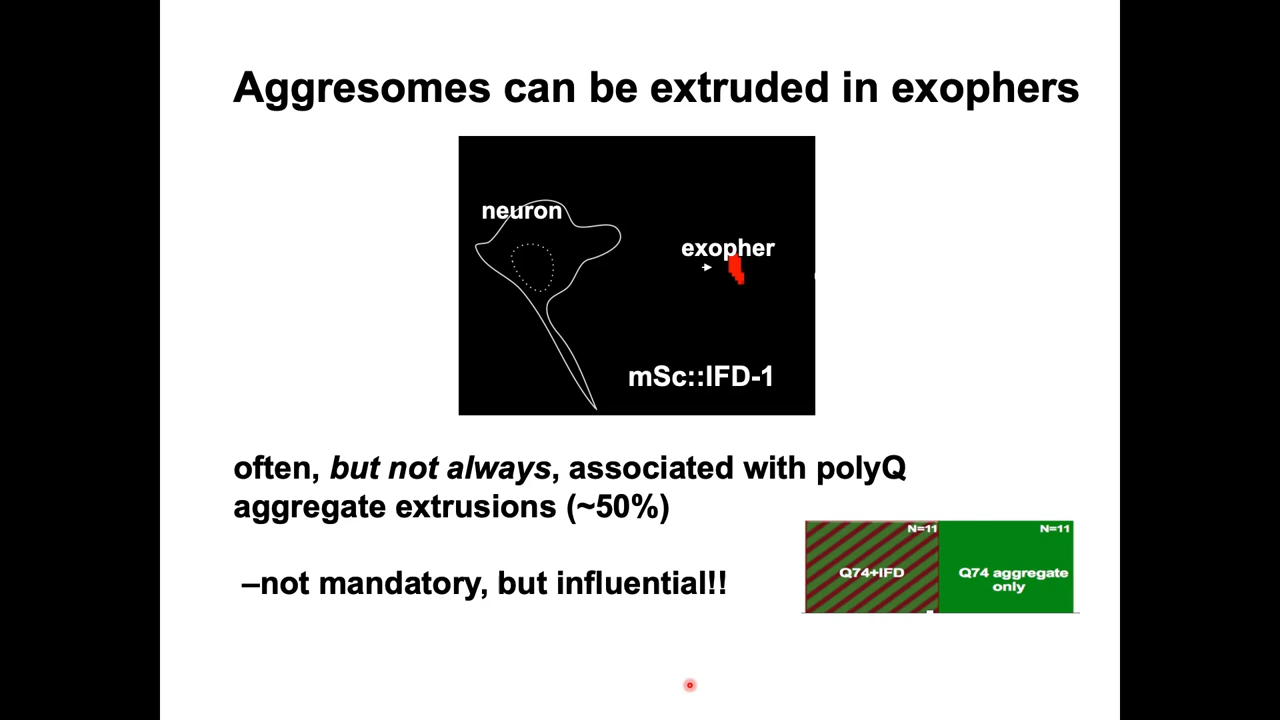 Aggresomes can be extruded in exophers
neuron
exopher
mSc::IFD-1
often, but not always, associated with polyQ
aggregate extrusions (~50%)
–not mandatory, but influential!!
N=11
Q74+IFD
N=11
Q74 aggregate
only